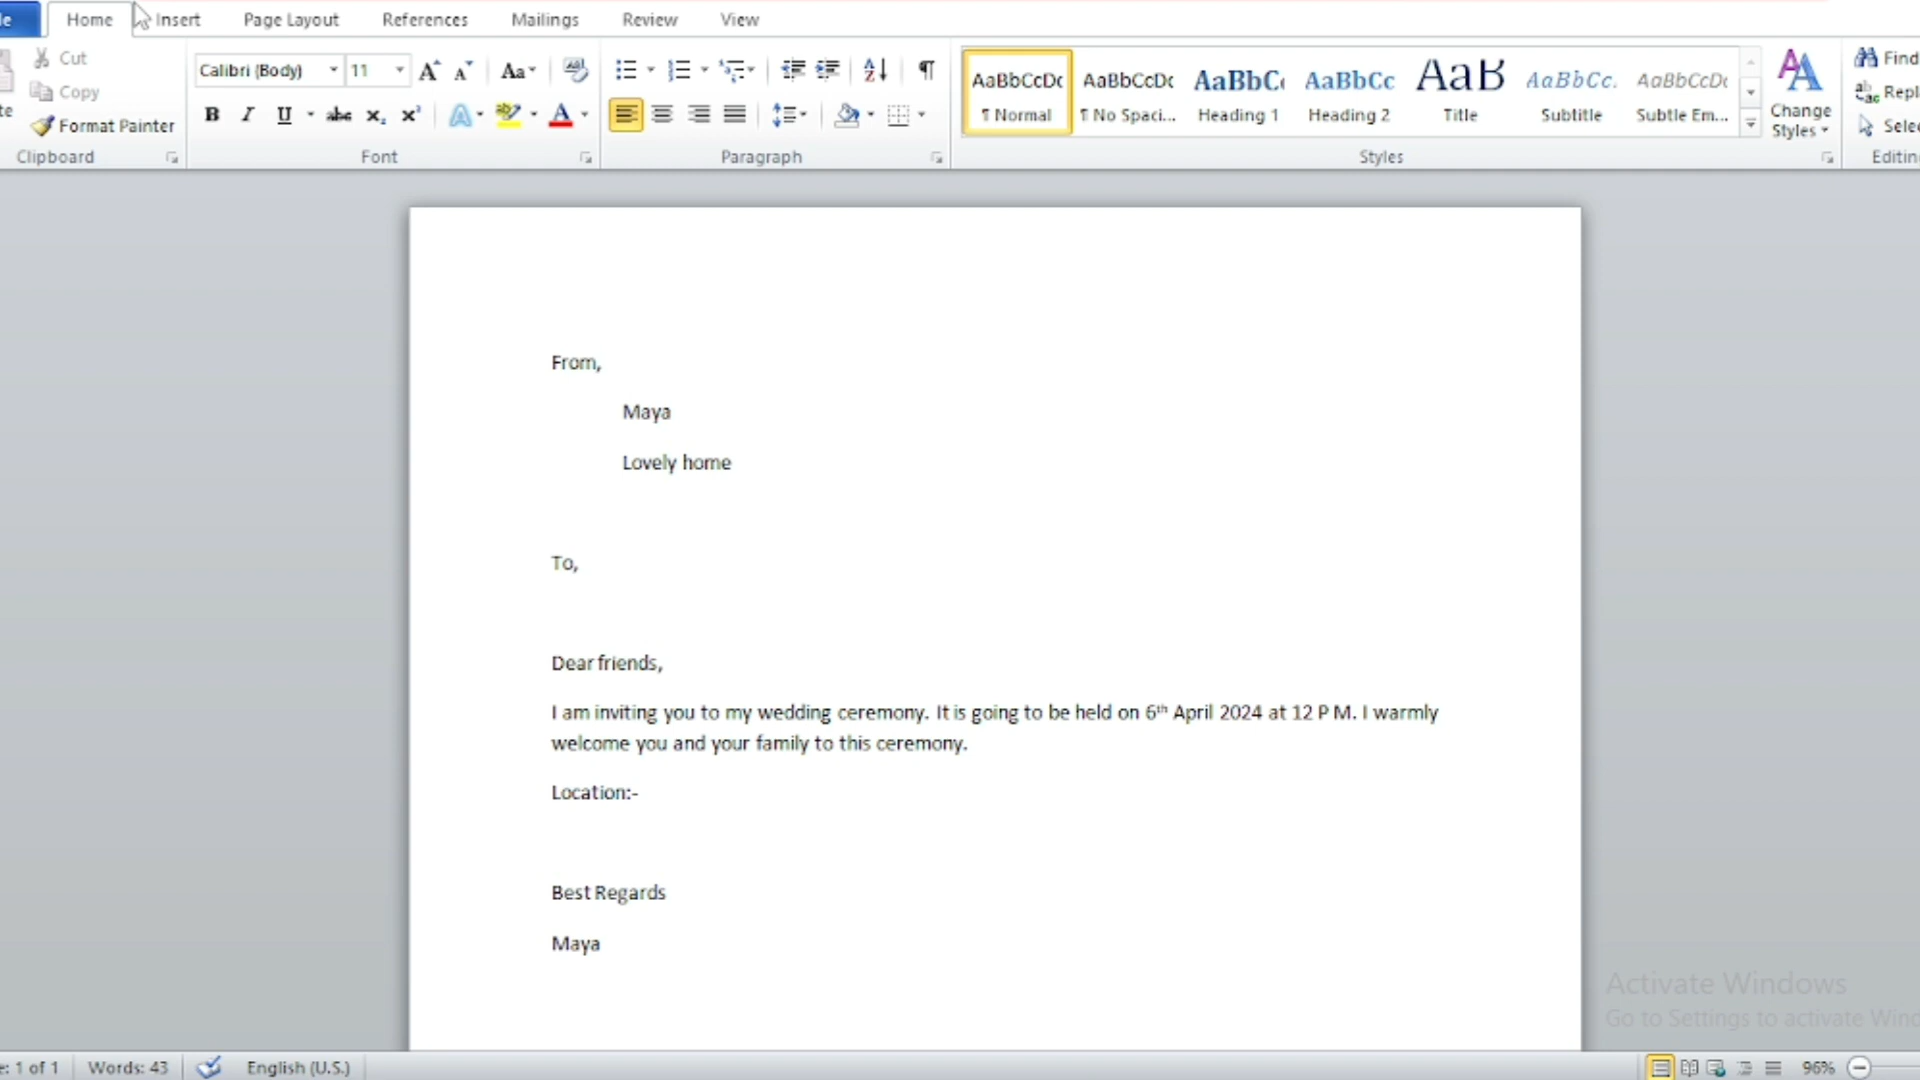 Home Insert Page Layout References Mailings Review View
Cut
Copy
Format Painter
Clipboard
Calibri (Body) 11
Font
Paragraph
AaBbCcDc AaBbCcDc AaBbC AaBbCc AaB AaBbCc. AaBbCcDc
¶ Normal ¶ No Spaci... Heading 1 Heading 2 Title Subtitle Subtle Em...
Change
Styles
Styles
Find
Repl
Sele
Editin
From,
Maya
Lovely home
To,
Dear friends,
I am inviting you to my wedding ceremony. It is going to be held on 6th April 2024 at 12 P M. I warmly
welcome you and your family to this ceremony.
Location:-
Best Regards
Maya
Activate Windows
Go to Settings to activate Wind
e: 1 of 1 Words: 43 English (U.S.) 96%